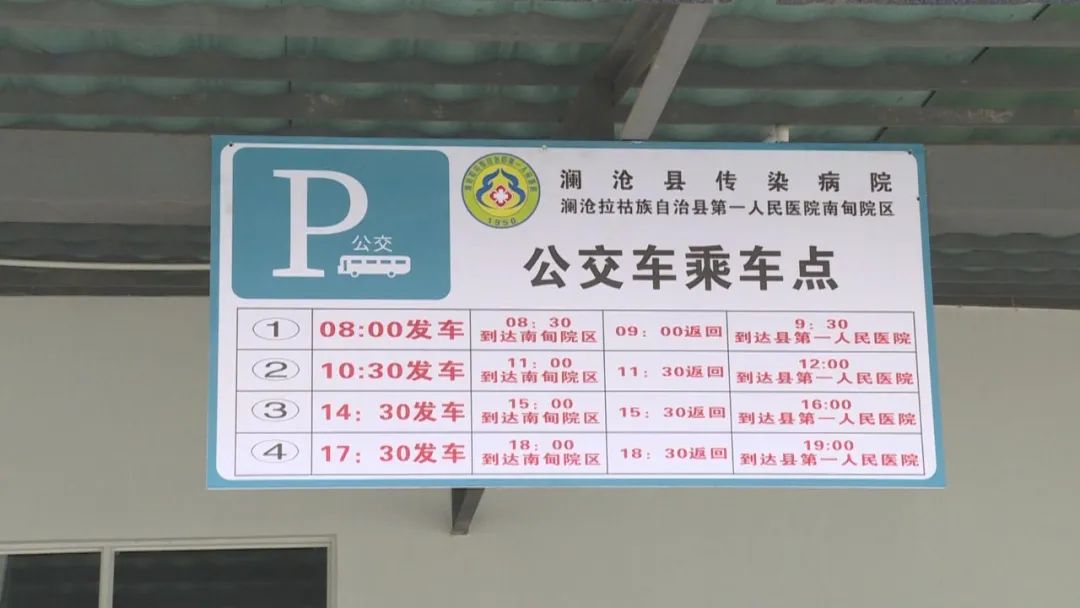 P
公交
1950
澜沧县传染病院
澜沧拉祜族自治县第一人民医院南甸院区
公交车乘车点
① 08:00发车 08：30 到达南甸院区 09：00返回 9：30 到达县第一人民医院
② 10:30发车 11：00 到达南甸院区 11：30返回 12:00 到达县第一人民医院
③ 14：30发车 15：00 到达南甸院区 15：30返回 16:00 到达县第一人民医院
④ 17：30发车 18：00 到达南甸院区 18：30返回 19:00 到达县第一人民医院